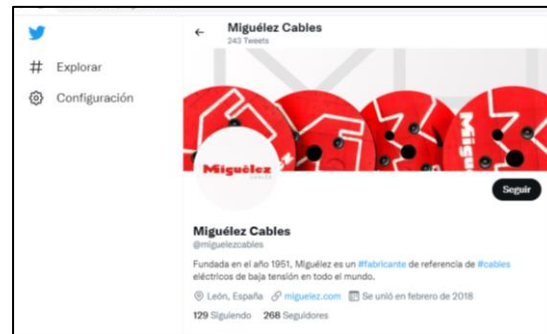 Miguélez Cables
243 Tweets
Explorar
Configuración
Miguélez
CABLES
Miguélez
Seguir
Miguélez Cables
@miguelezcables
Fundada en el año 1951, Miguélez es un #fabricante de referencia de #cables
eléctricos de baja tensión en todo el mundo.
León, España miguelez.com Se unió en febrero de 2018
129 Siguiendo 268 Seguidores